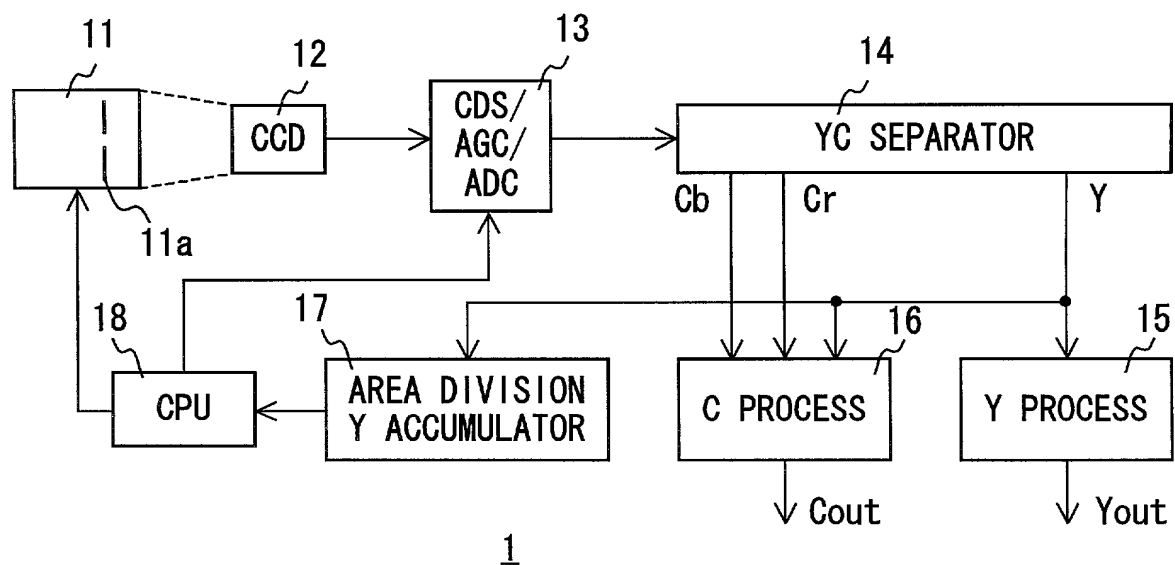 11
12
13
14
CCD
CDS/
AGC/
ADC
YC SEPARATOR
Cb
Cr
Y
11a
18
17
16
15
CPU
AREA DIVISION
Y ACCUMULATOR
C PROCESS
Y PROCESS
Cout
Yout
1